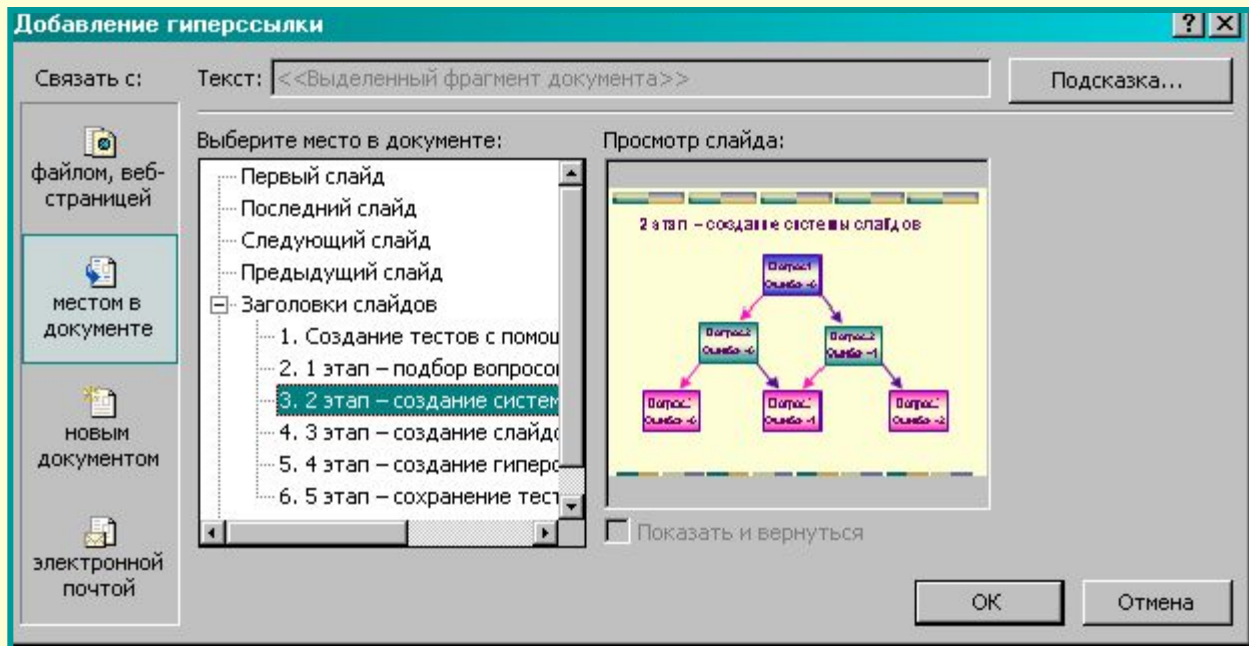 Добавление гиперссылки
Связать с:
Текст: <<Выделенный фрагмент документа>>
Подсказка...
файлом, веб-
страницей
местом в
документе
новым
документом
электронной
почтой
Выберите место в документе:
Первый слайд
Последний слайд
Следующий слайд
Предыдущий слайд
Заголовки слайдов
1. Создание тестов с помощ
2. 1 этап – подбор вопросов
3. 2 этап – создание систем
4. 3 этап – создание слайдо
5. 4 этап – создание гиперс
6. 5 этап – сохранение тест
Просмотр слайда:
2 этап – создание системы слайдов
Показать и вернуться
ОК
Отмена